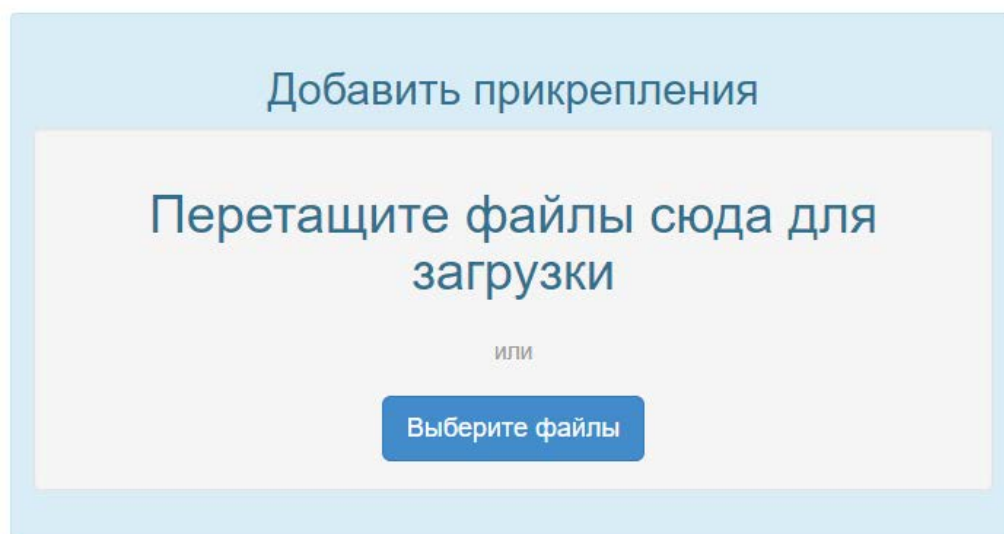 Добавить прикрепления
Перетащите файлы сюда для
загрузки
или
Выберите файлы